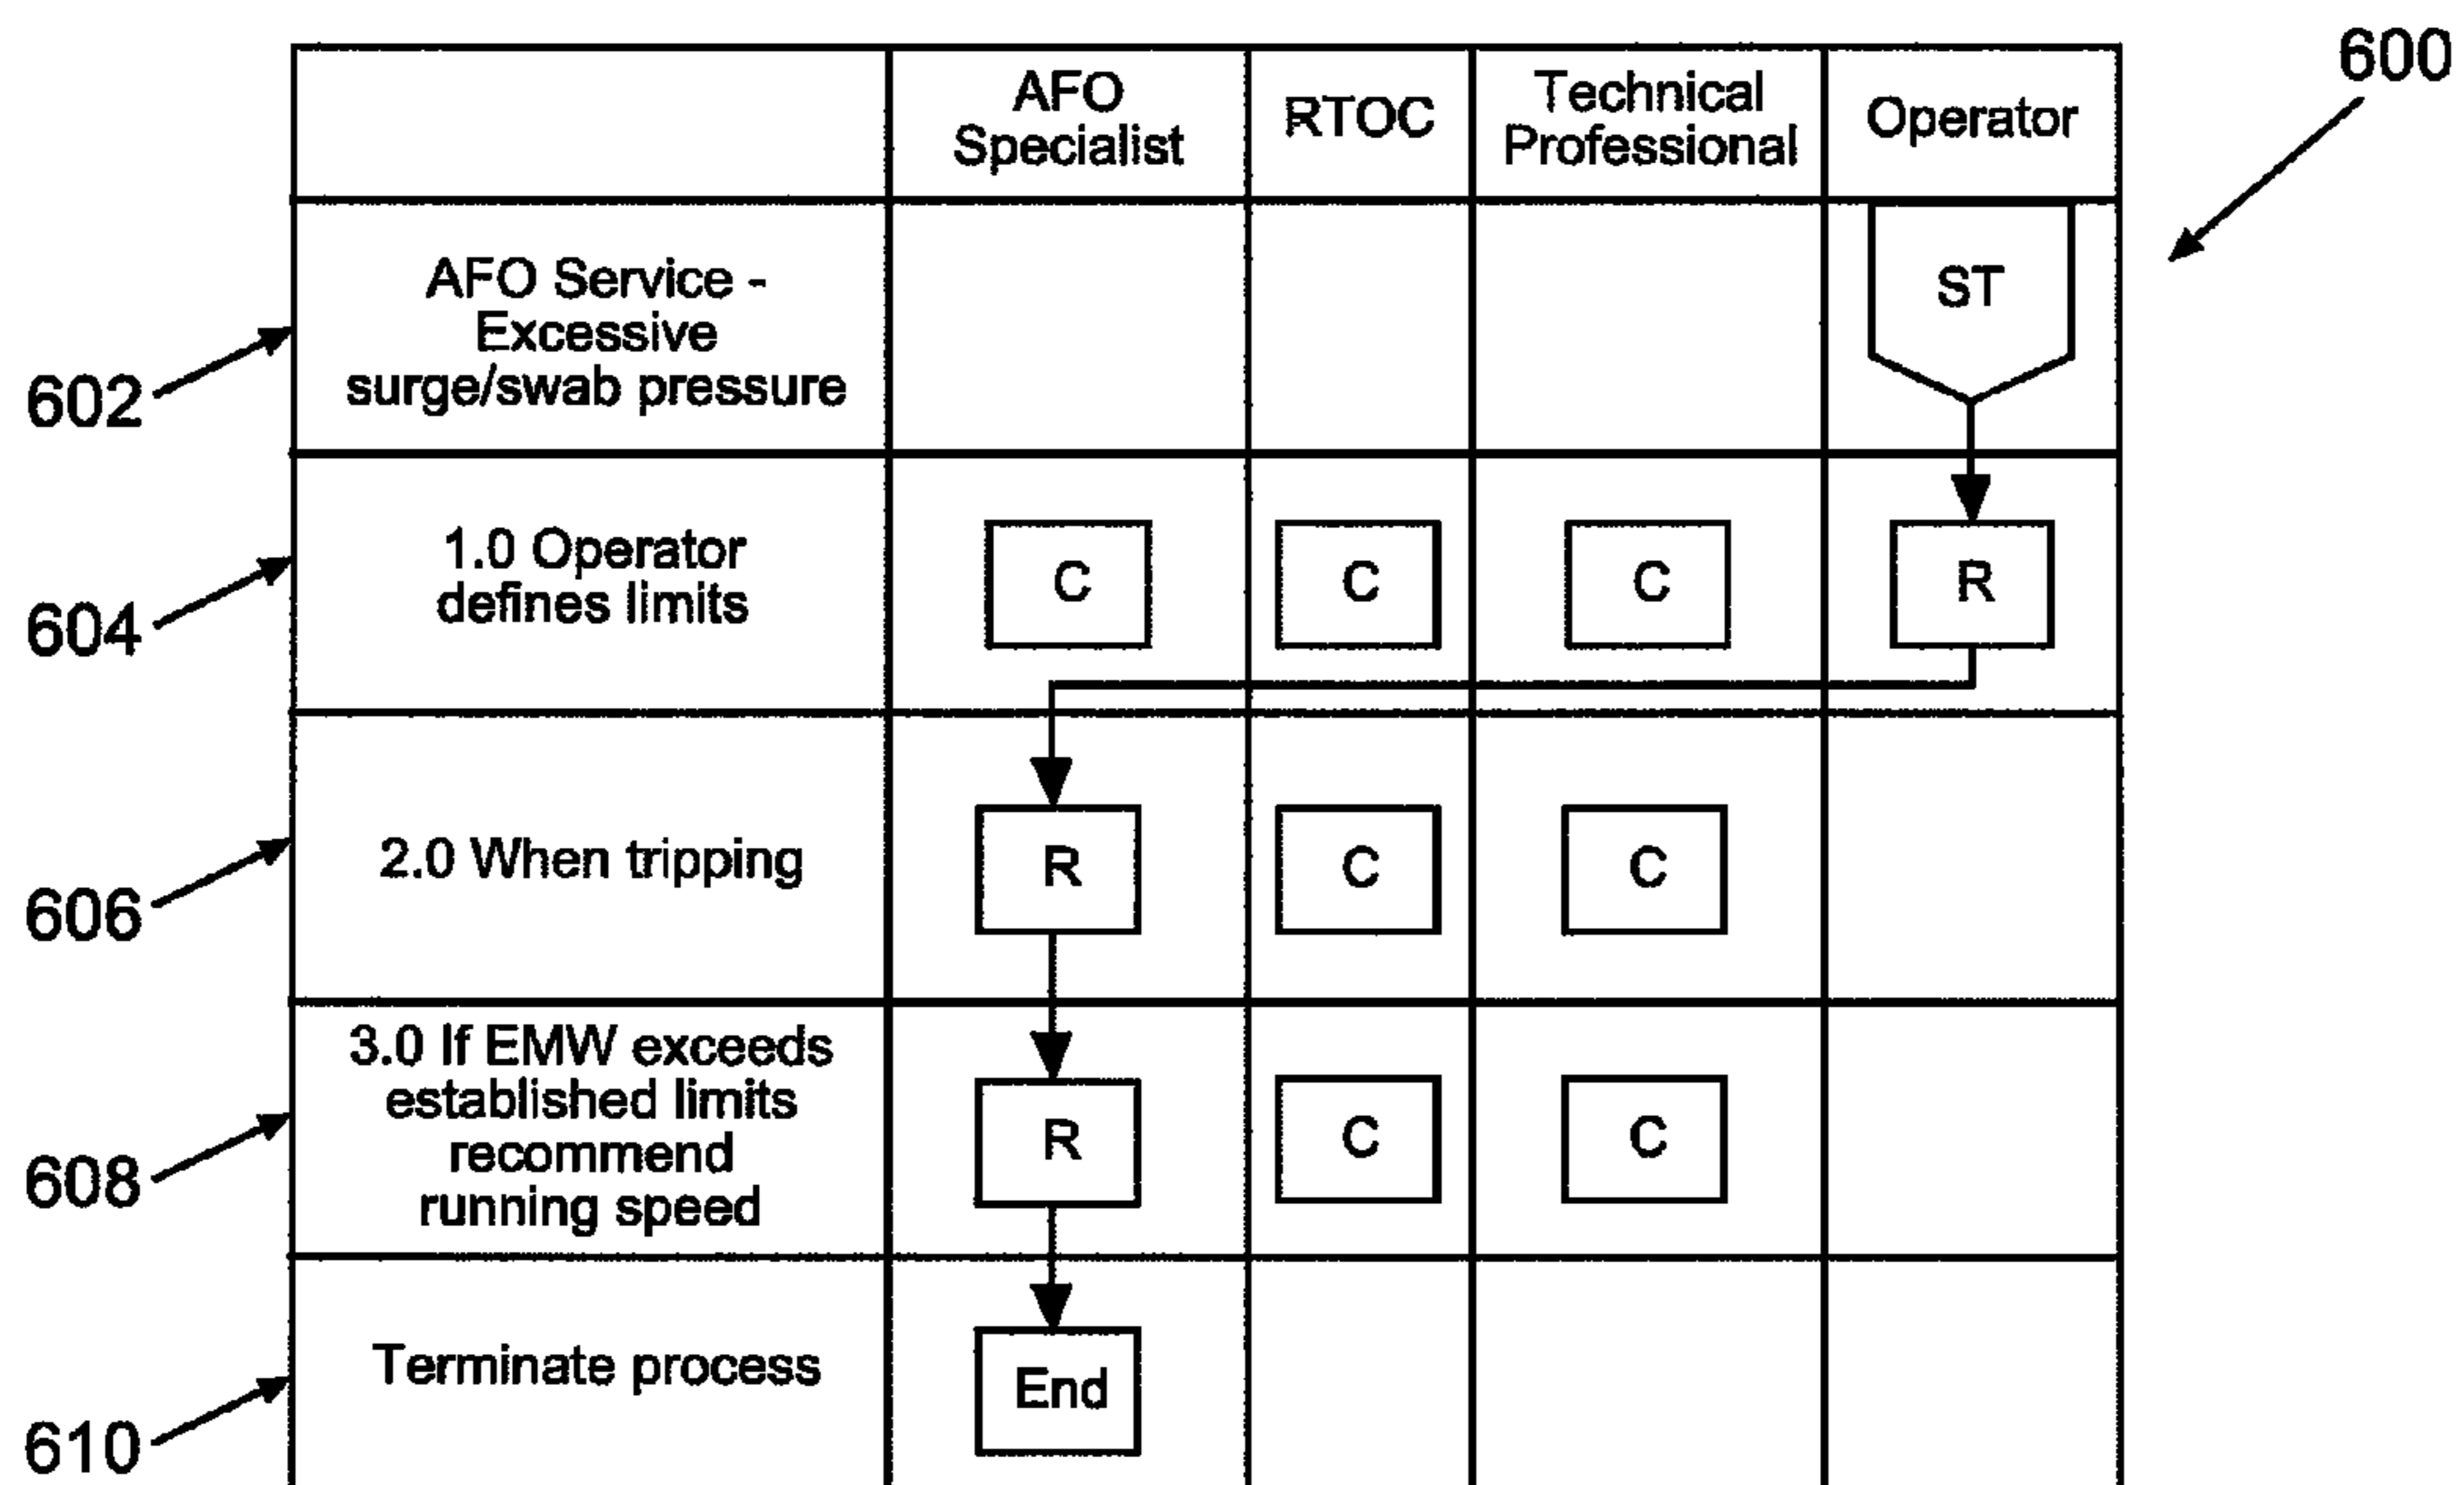 600
AFO
Specialist
RTOC
Technical
Professional
Operator
602
AFO Service -
Excessive
surge/swab pressure
ST
604
1.0 Operator
defines limits
C
C
C
R
606
2.0 When tripping
R
C
C
608
3.0 If EMW exceeds
established limits
recommend
running speed
R
C
C
610
Terminate process
End